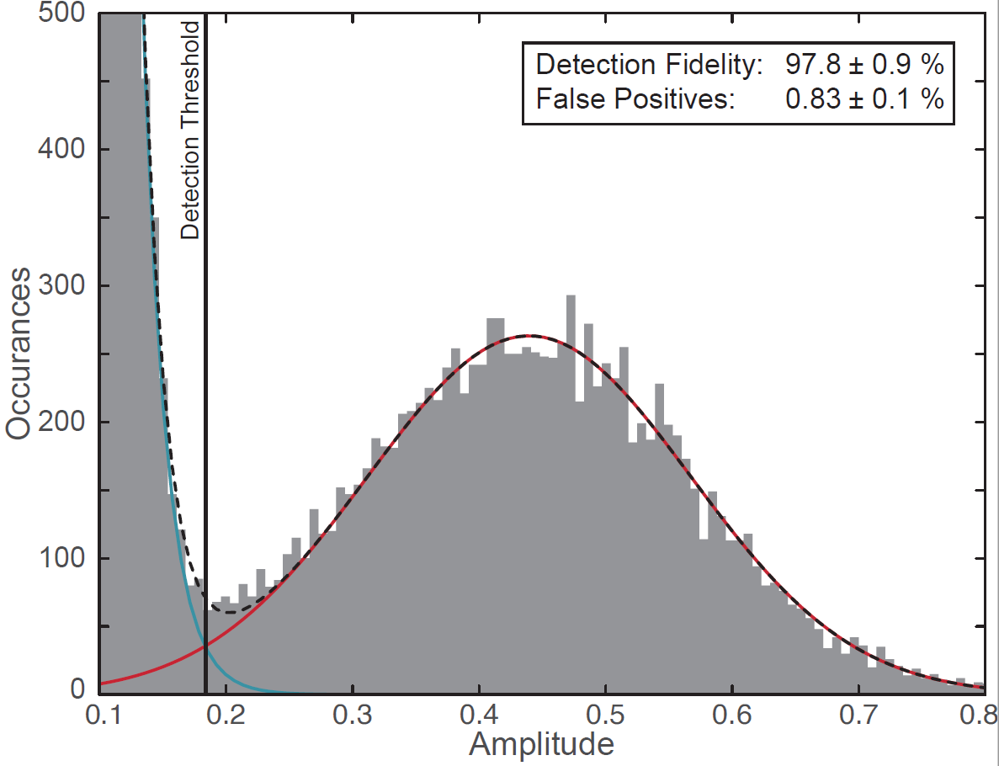 500
400
300
200
100
0
Occurances
Detection Threshold
Detection Fidelity: 97.8 ± 0.9 %
False Positives: 0.83 ± 0.1 %
0.1 0.2 0.3 0.4 0.5 0.6 0.7 0.8
Amplitude